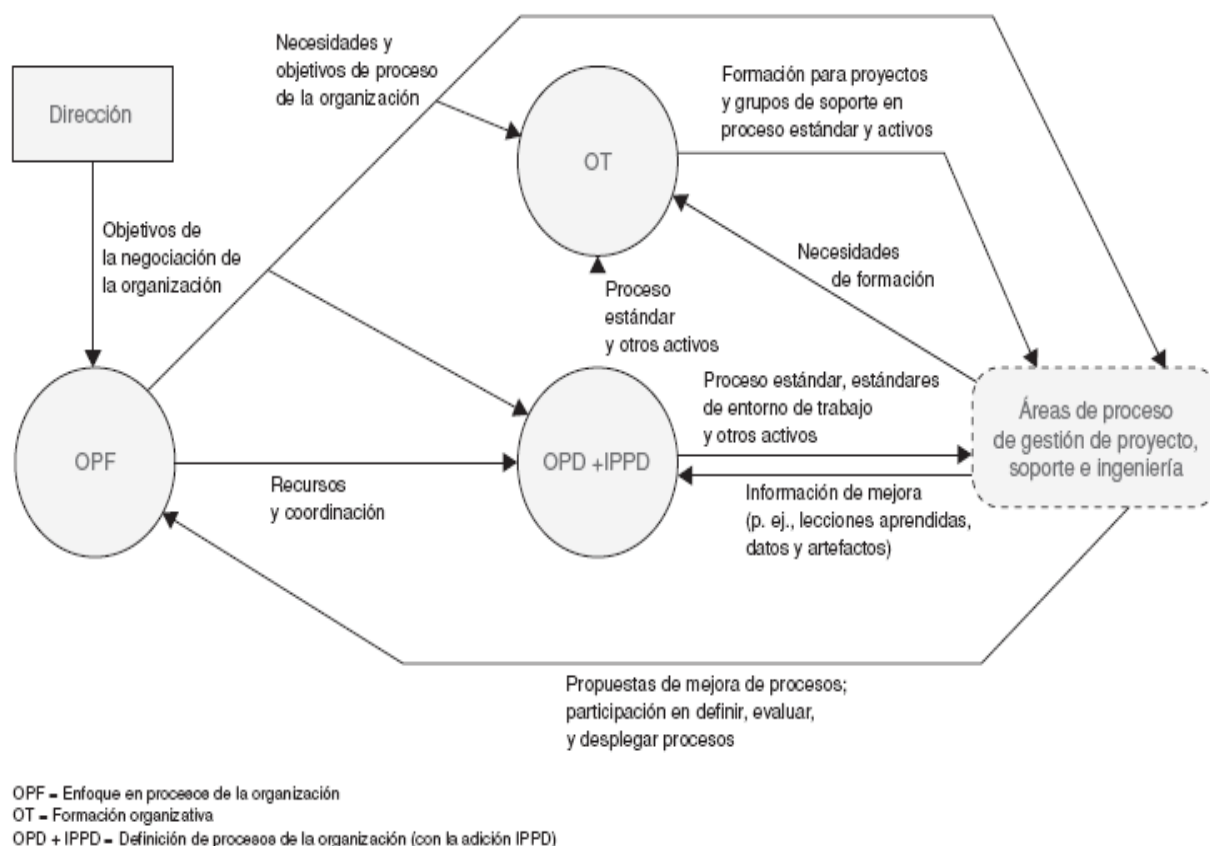 Necesidades y
objetivos de proceso
de la organización
Formación para proyectos
y grupos de soporte en
proceso estándar y activos
Dirección
OT
Objetivos de
la negociación de
la organización
Necesidades
de formación
Proceso
estándar
y otros activos
Proceso estándar, estándares
de entorno de trabajo
y otros activos
Áreas de proceso
de gestión de proyecto,
soporte e ingeniería
OPF
OPD +IPPD
Recursos
y coordinación
Información de mejora
(p. ej., lecciones aprendidas,
datos y artefactos)
Propuestas de mejora de procesos;
participación en definir, evaluar,
y desplegar procesos
OPF = Enfoque en procesos de la organización
OT = Formación organizativa
OPD + IPPD = Definición de procesos de la organización (con la adición IPPD)